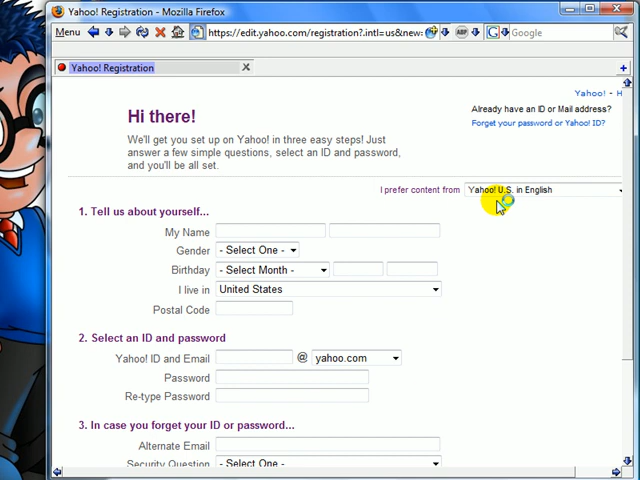 Yahoo! Registration - Mozilla Firefox
Menu
https://edit.yahoo.com/registration?.intl=us&new=
ABP
G
Google
Yahoo! Registration
Yahoo! - H
Hi there!
Already have an ID or Mail address?
Forget your password or Yahoo! ID?
We'll get you set up on Yahoo! in three easy steps! Just
answer a few simple questions, select an ID and password,
and you'll be all set.
I prefer content from Yahoo! U.S. in English
1. Tell us about yourself...
My Name
Gender - Select One -
Birthday - Select Month -
I live in United States
Postal Code
2. Select an ID and password
Yahoo! ID and Email @ yahoo.com
Password
Re-type Password
3. In case you forget your ID or password...
Alternate Email
Security Question - Select One -